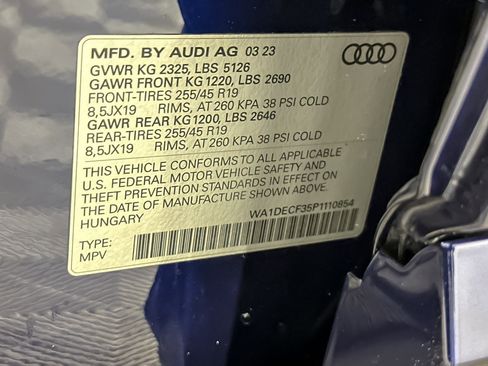 MFD. BY AUDI AG 03 23
GVWR KG 2325, LBS 5126
GAWR FRONT KG 1220, LBS 2690
FRONT-TIRES 255/45 R19
8,5JX19 RIMS, AT 260 KPA 38 PSI COLD
GAWR REAR KG1200, LBS 2646
REAR-TIRES 255/45 R19
8,5JX19 RIMS, AT 260 KPA 38 PSI COLD
THIS VEHICLE CONFORMS TO ALL APPLICABLE
U.S. FEDERAL MOTOR VEHICLE SAFETY AND
THEFT PREVENTION STANDARDS IN EFFECT ON
THE DATE OF MANUFACTURE SHOWN ABOVE.
HUNGARY
WA1DECF35P1110854
TYPE:
MPV